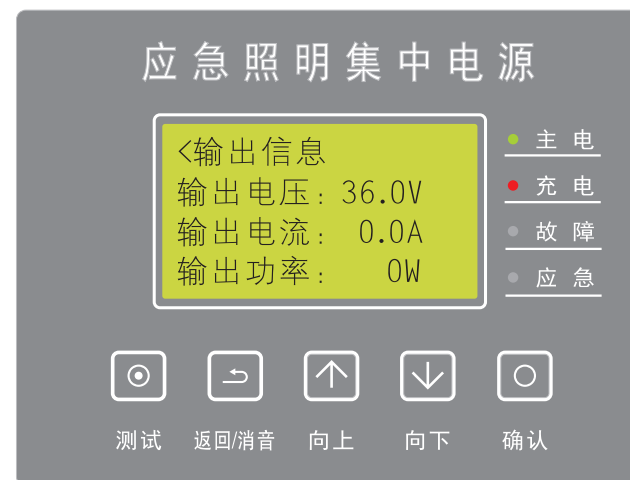 应急照明集中电源
<输出信息
输出电压: 36.0V
输出电流: 0.0A
输出功率: 0W
主电
充电
故障
应急
测试 返回/消音 向上 向下 确认